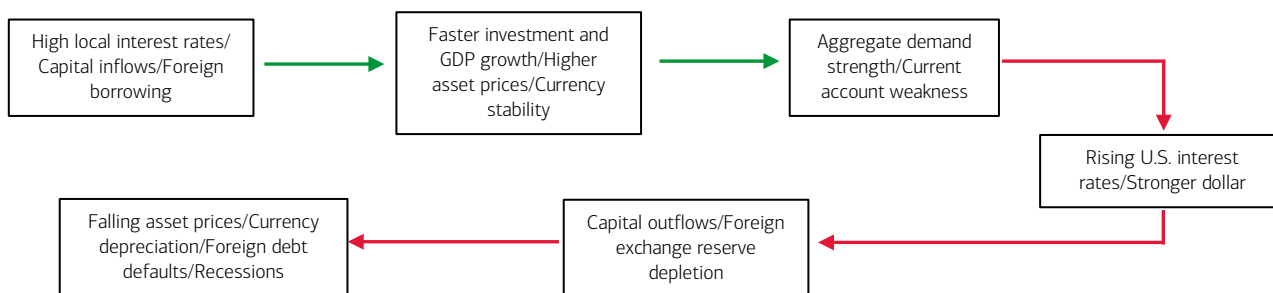 High local interest rates/
Capital inflows/Foreign
borrowing
Faster investment and
GDP growth/Higher
asset prices/Currency
stability
Aggregate demand
strength/Current
account weakness
Rising U.S. interest
rates/Stronger dollar
Capital outflows/Foreign
exchange reserve
depletion
Falling asset prices/Currency
depreciation/Foreign debt
defaults/Recessions